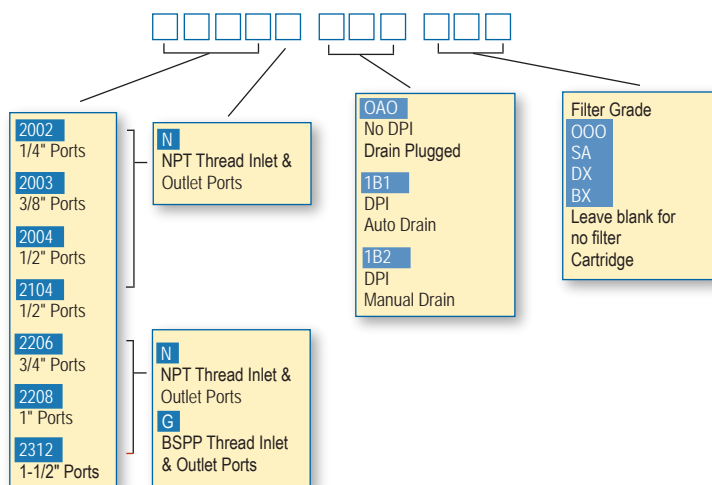 2002
1/4" Ports
2003
3/8" Ports
2004
1/2" Ports
2104
1/2" Ports
2206
3/4" Ports
2208
1" Ports
2312
1-1/2" Ports
N
NPT Thread Inlet &
Outlet Ports
N
NPT Thread Inlet &
Outlet Ports
G
BSPP Thread Inlet
& Outlet Ports
OAO
No DPI
Drain Plugged
1B1
DPI
Auto Drain
1B2
DPI
Manual Drain
Filter Grade
OOO
SA
DX
BX
Leave blank for
no filter
Cartridge